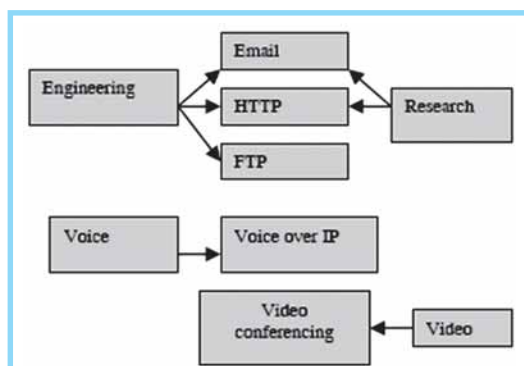 Email
Engineering
HTTP
Research
FTP
Voice
Voice over IP
Video
conferencing
Video